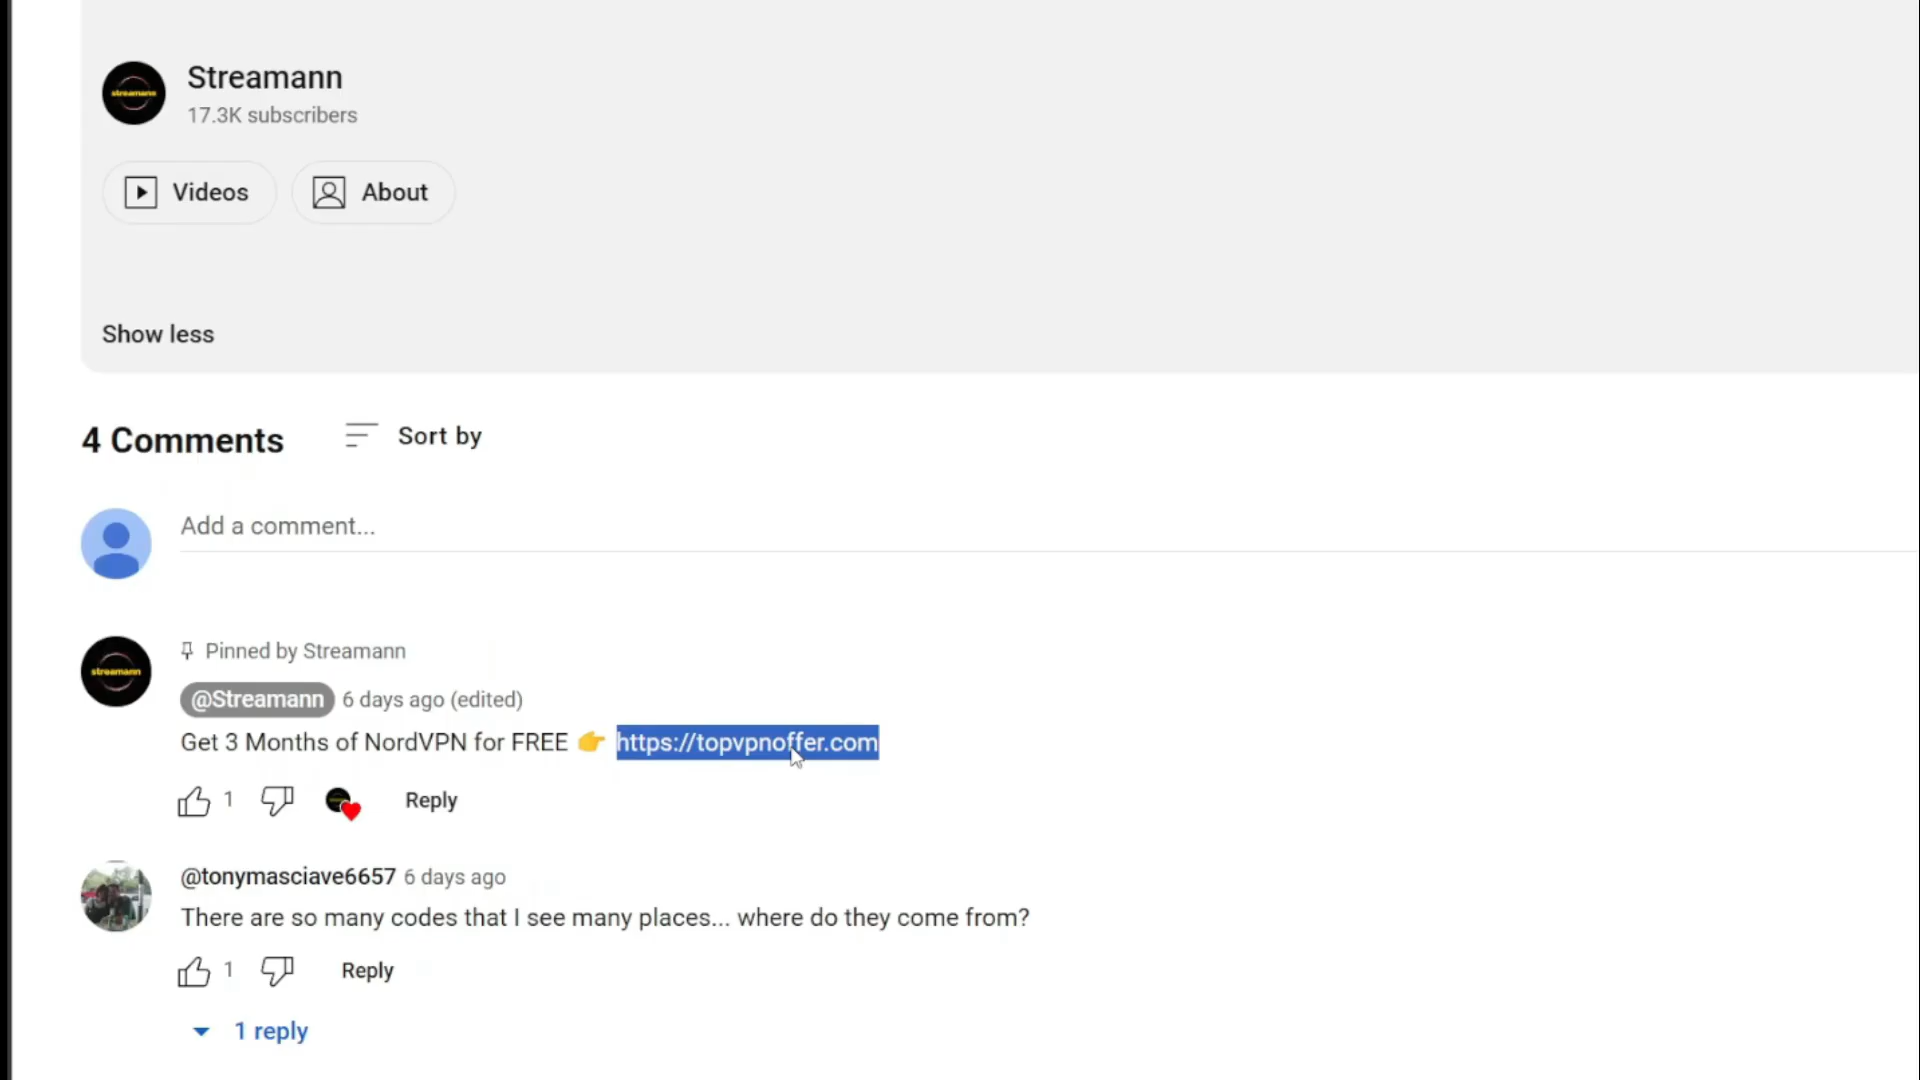 streamann
Streamann
17.3K subscribers
Videos
About
Show less
4 Comments
Sort by
Add a comment...
streamann
Pinned by Streamann
@Streamann 6 days ago (edited)
Get 3 Months of NordVPN for FREE 👉 https://topvpnoffer.com
1
Reply
@tonymasciave6657 6 days ago
There are so many codes that I see many places... where do they come from?
1
Reply
1 reply